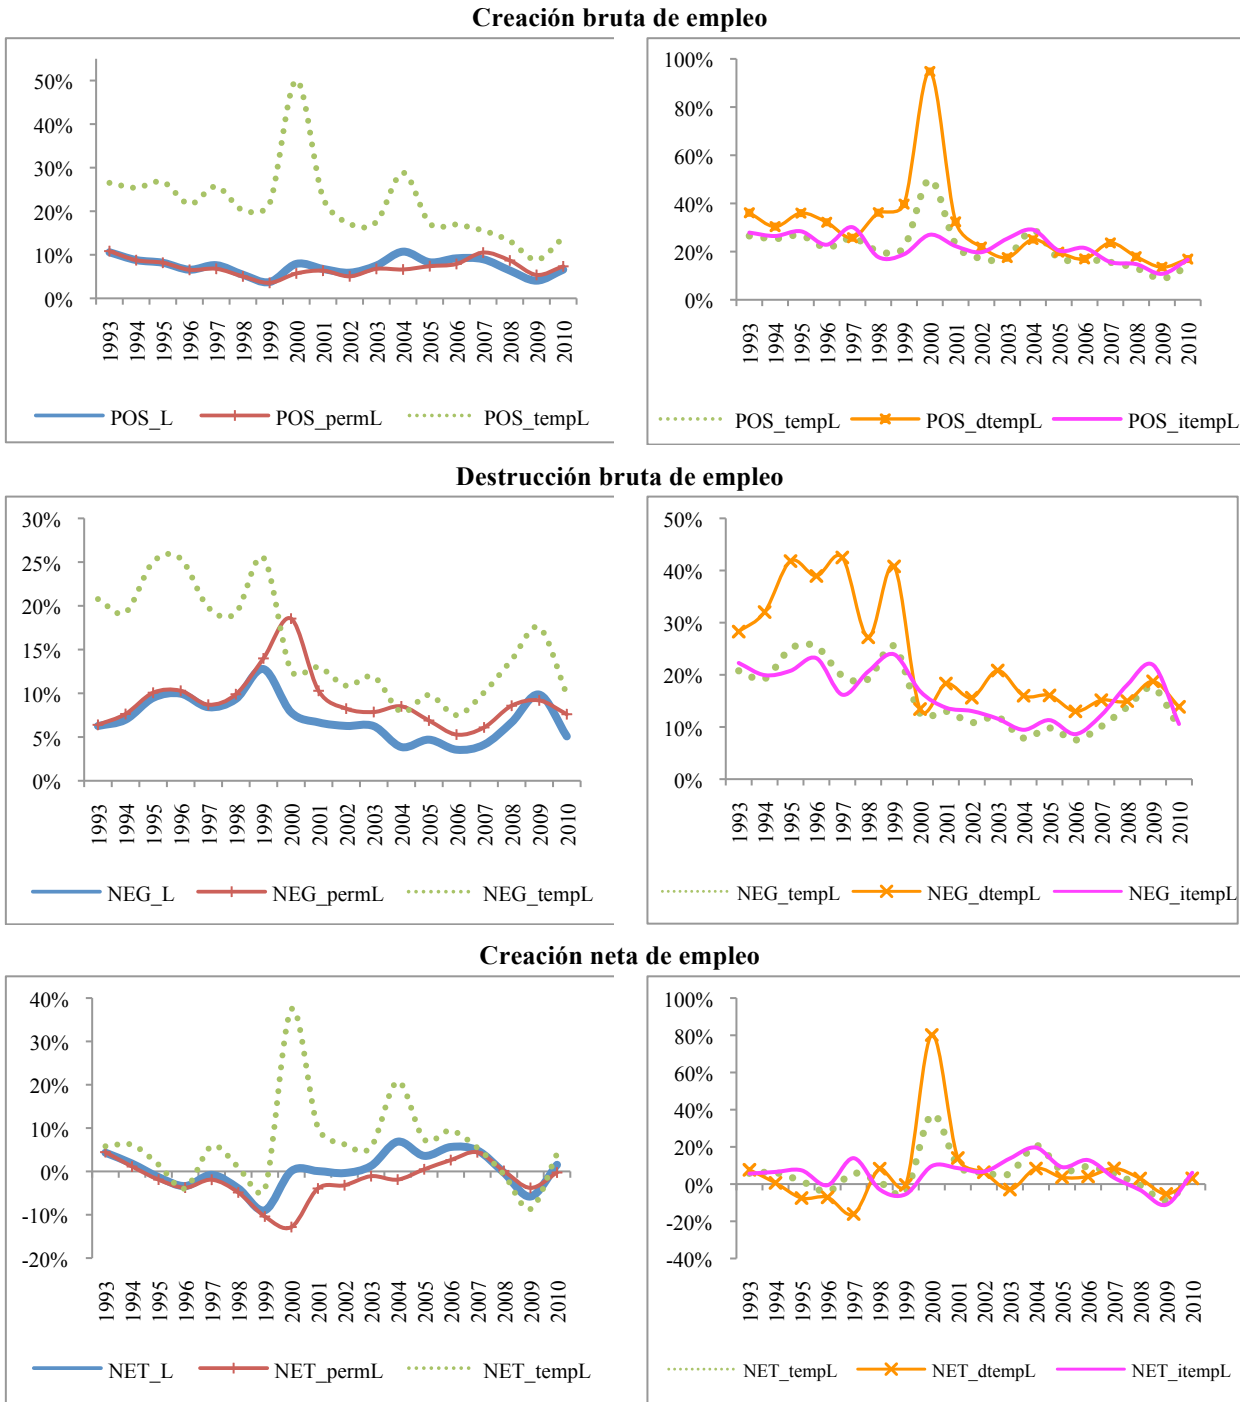 Creación bruta de empleo
50%
40%
30%
20%
10%
0%
1993 1994 1995 1996 1997 1998 1999 2000 2001 2002 2003 2004 2005 2006 2007 2008 2009 2010
POS_L POS_permL POS_tempL
100%
80%
60%
40%
20%
0%
1993 1994 1995 1996 1997 1998 1999 2000 2001 2002 2003 2004 2005 2006 2007 2008 2009 2010
POS_tempL POS_dtempL POS_itempL
Destrucción bruta de empleo
30%
25%
20%
15%
10%
5%
0%
1993 1994 1995 1996 1997 1998 1999 2000 2001 2002 2003 2004 2005 2006 2007 2008 2009 2010
NEG_L NEG_permL NEG_tempL
50%
40%
30%
20%
10%
0%
1993 1994 1995 1996 1997 1998 1999 2000 2001 2002 2003 2004 2005 2006 2007 2008 2009 2010
NEG_tempL NEG_dtempL NEG_itempL
Creación neta de empleo
40%
30%
20%
10%
0%
-10%
-20%
1993 1994 1995 1996 1997 1998 1999 2000 2001 2002 2003 2004 2005 2006 2007 2008 2009 2010
NET_L NET_permL NET_tempL
100%
80%
60%
40%
20%
0%
-20%
-40%
1993 1994 1995 1996 1997 1998 1999 2000 2001 2002 2003 2004 2005 2006 2007 2008 2009 2010
NET_tempL NET_dtempL NET_itempL